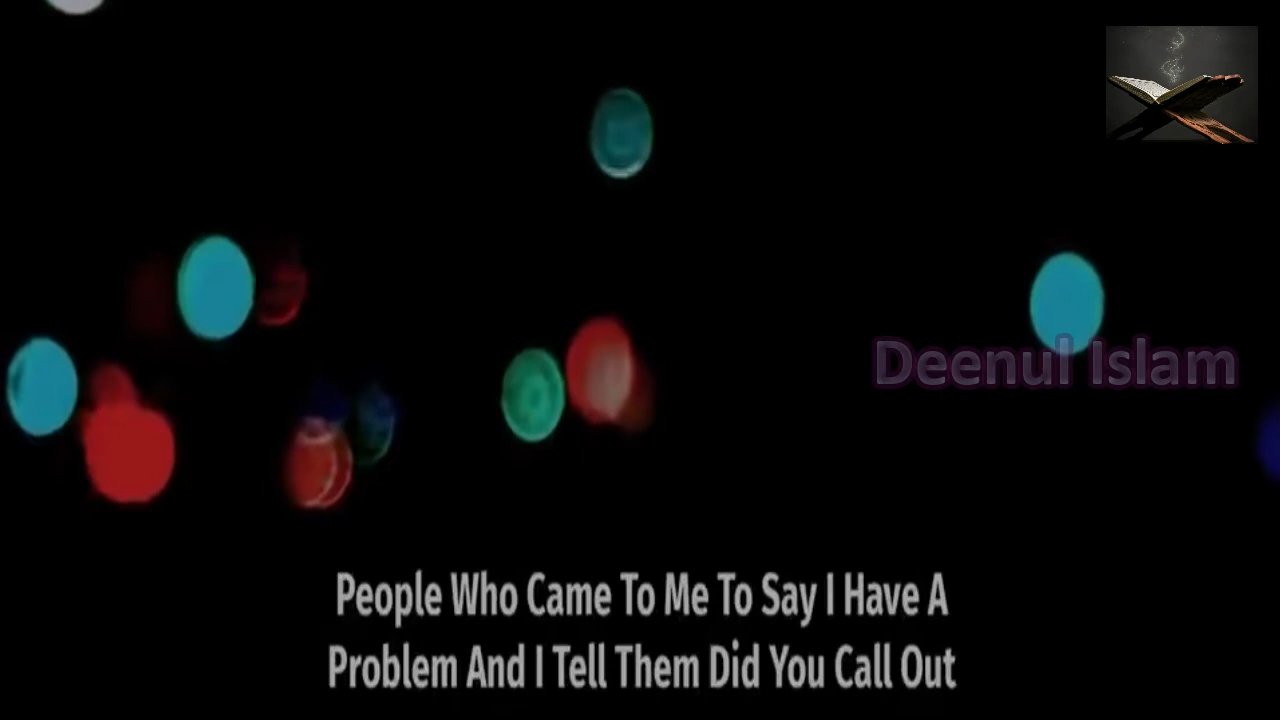 Deenul Islam
People Who Came To Me To Say I Have A
Problem And I Tell Them Did You Call Out